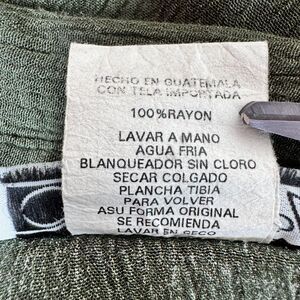 HECHO EN GUATEMALA
CON TELA IMPORTADA
100%RAYON
LAVAR A MANO
AGUA FRIA
BLANQUEADOR SIN CLORO
SECAR COLGADO
PLANCHA TIBIA
PARA VOLVER
ASU FORMA ORIGINAL
SE RECOMIENDA
LAVAR EN SECO